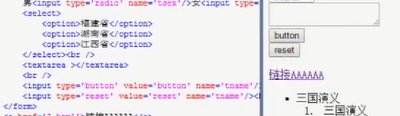 男<input type='radio' name='tsex'/>女<input type=
<select>
<option>福建省</option>
<option>湖南省</option>
<option>江西省</option>
</select><br />
<textarea ></textarea>
<br />
<input type='button' value='button' name='tname'/>
<input type='reset' value='reset' name='tname'/><
</form>
button
reset
链接AAAAAA
三国演义
1. 三国演义